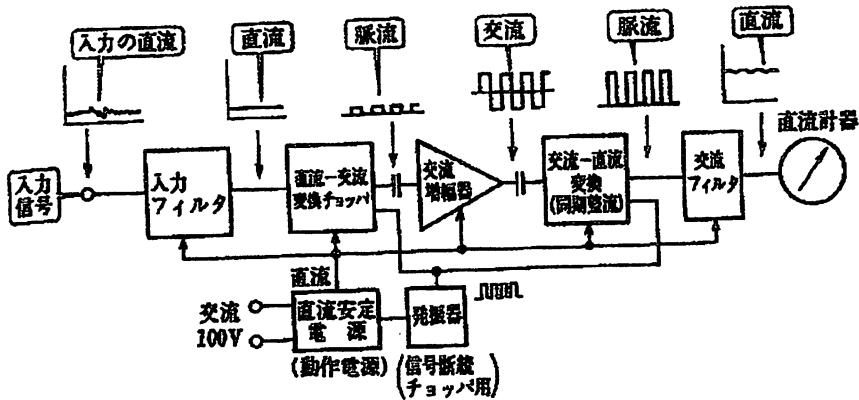 入力の直流
直流
脈流
交流
脈流
直流
直流計器
入力
信号
入力
フィルタ
直流－交流
変換チョッパ
交流
増幅器
交流－直流
変換
(同期整流)
交流
フィルタ
直流
交流
100V
直流安定
電源
(動作電源)
発振器
(信号断続
チョッパ用)